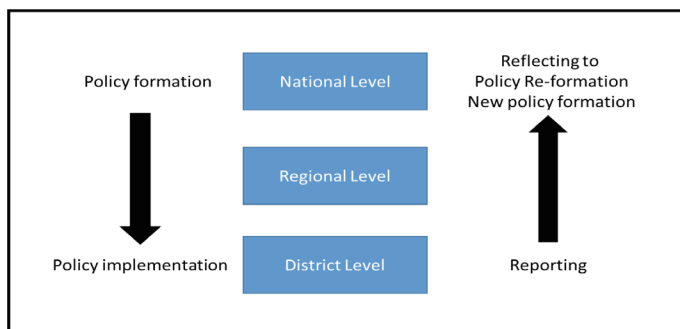 Policy formation
National Level
Reflecting to
Policy Re-formation
New policy formation
Regional Level
Policy implementation
District Level
Reporting